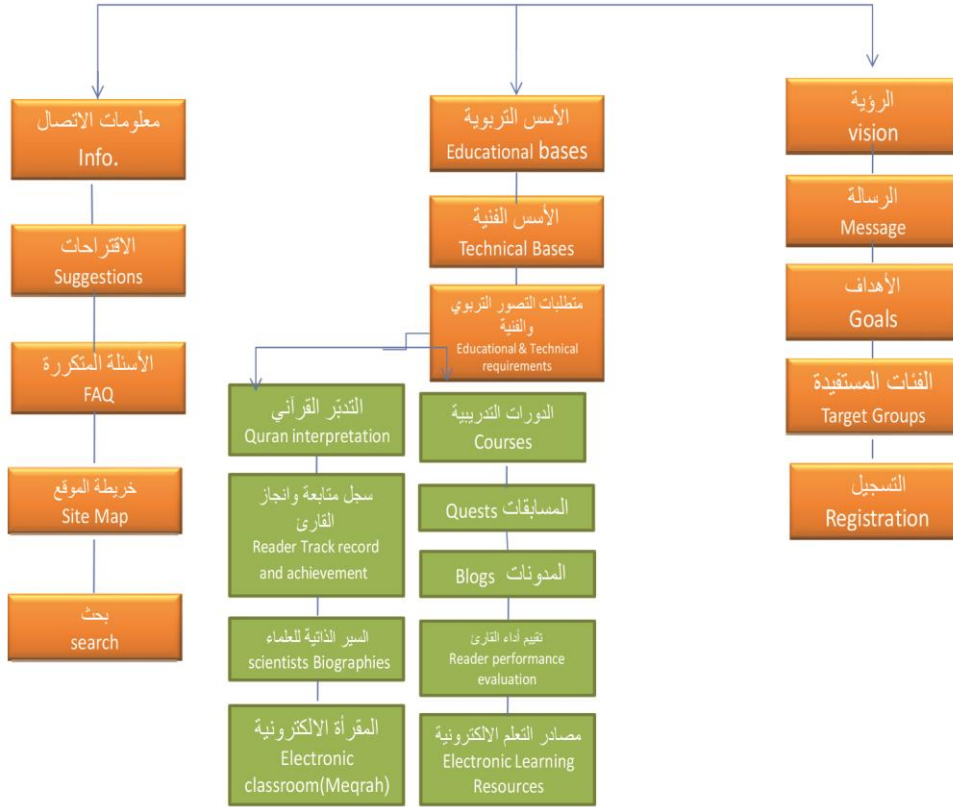 معلومات الاتصال
Info.
الاقتراحات
Suggestions
الأسئلة المتكررة
FAQ
خريطة الموقع
Site Map
بحث
search
الأسس التربوية
Educational bases
الأسس الفنية
Technical Bases
متطلبات التصور التربوي
والفنية
Educational & Technical
requirements
التدبّر القرآني
Quran interpretation
سجل متابعة وانجاز
القارئ
Reader Track record
and achievement
السير الذاتية للعلماء
scientists Biographies
المقرأة الالكترونية
Electronic
classroom(Meqrah)
الدورات التدريبية
Courses
Quests المسابقات
Blogs المدونات
تقييم أداء القارئ
Reader performance
evaluation
مصادر التعلم الالكترونية
Electronic Learning
Resources
الرؤية
vision
الرسالة
Message
الأهداف
Goals
الفئات المستفيدة
Target Groups
التسجيل
Registration